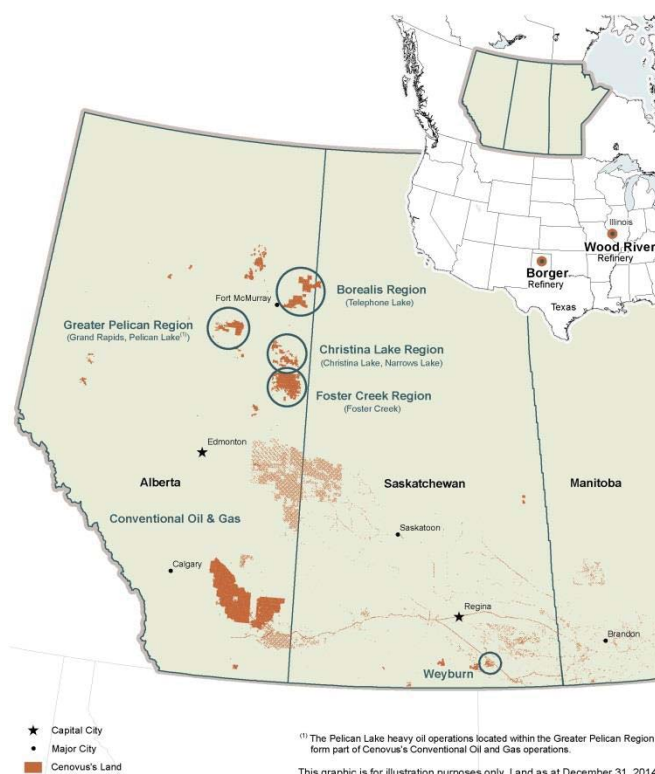 Illinois
Wood River
Refinery
Borger
Refinery
Texas
Borealis Region
(Telephone Lake)
Fort McMurray
Greater Pelican Region
(Grand Rapids, Pelican Lake⁽¹⁾)
Christina Lake Region
(Christina Lake, Narrows Lake)
Foster Creek Region
(Foster Creek)
Edmonton
Alberta
Saskatchewan
Manitoba
Conventional Oil & Gas
Saskatoon
Calgary
Regina
Brandon
Weyburn
Capital City
Major City
Cenovus's Land
⁽¹⁾ The Pelican Lake heavy oil operations located within the Greater Pelican Region
form part of Cenovus's Conventional Oil and Gas operations.
This graphic is for illustration purposes only. Land as at December 31, 2014